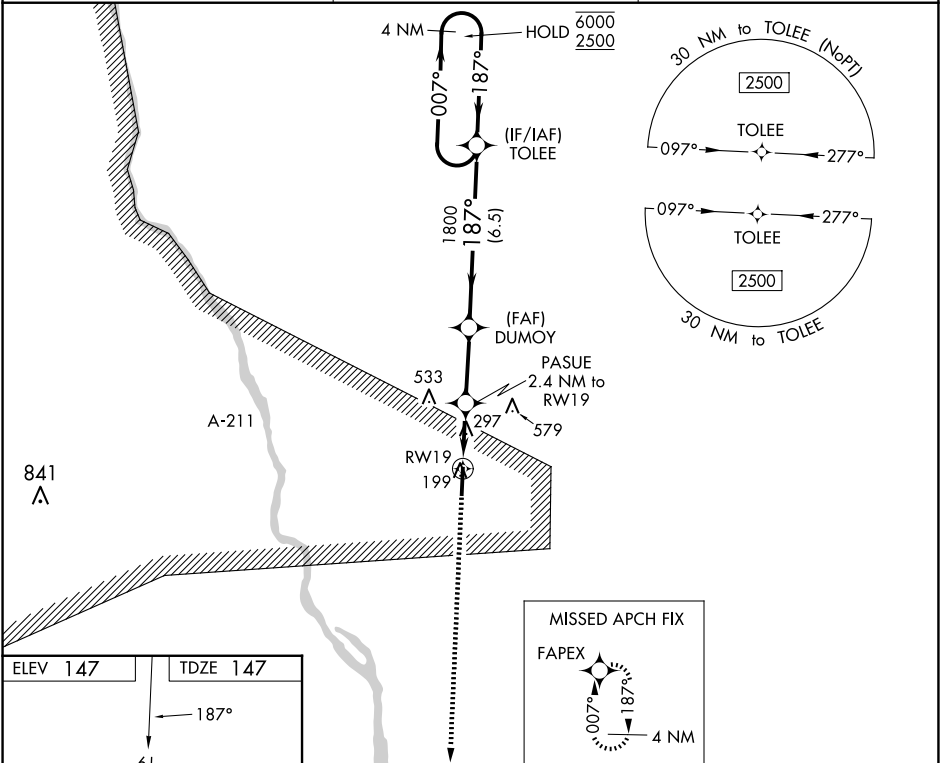 4 NM
HOLD
6000
2500
007°
187°
(IF/IAF)
TOLEE
1800
187°
(6.5)
(FAF)
DUMOY
PASUE
2.4 NM to
RW19
533
297
579
A-211
RW19
199
841
30 NM to TOLEE (NoPT)
2500
TOLEE
097°
277°
097°
277°
TOLEE
2500
30 NM to TOLEE
MISSED APCH FIX
FAPEX
007°
187°
4 NM
ELEV 147
TDZE 147
187°